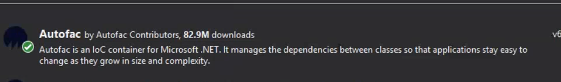 Autofac by Autofac Contributors, 82.9M downloads v6
Autofac is an IoC container for Microsoft .NET. It manages the dependencies between classes so that applications stay easy to
change as they grow in size and complexity.